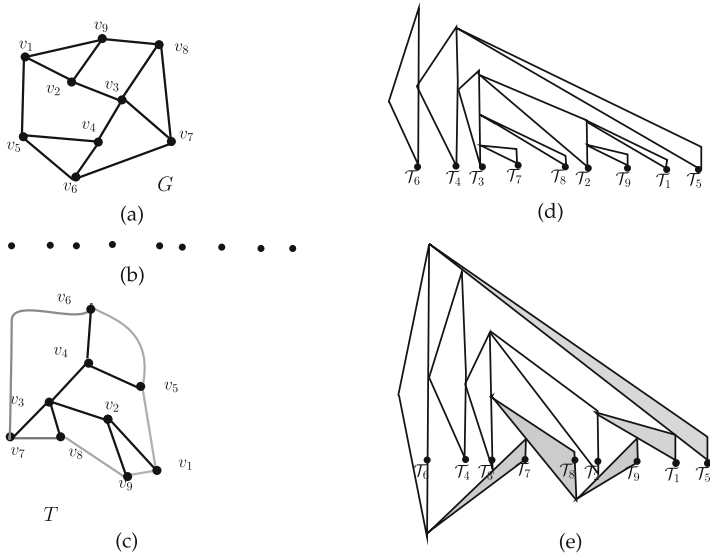 v₉
v₁
v₈
v₂
v₃
v₄
v₅
v₇
v₆
G
(a)
(b)
v₆
v₄
v₅
v₃
v₂
v₇
v₈
v₁
v₉
T
(c)
𝒯₆ 𝒯₄ 𝒯₃ 𝒯₇ 𝒯₈ 𝒯₂ 𝒯₉ 𝒯₁ 𝒯₅
(d)
𝒯₆ 𝒯₄ 𝒯₃ 𝒯₇ 𝒯₈ 𝒯₂ 𝒯₉ 𝒯₁ 𝒯₅
(e)